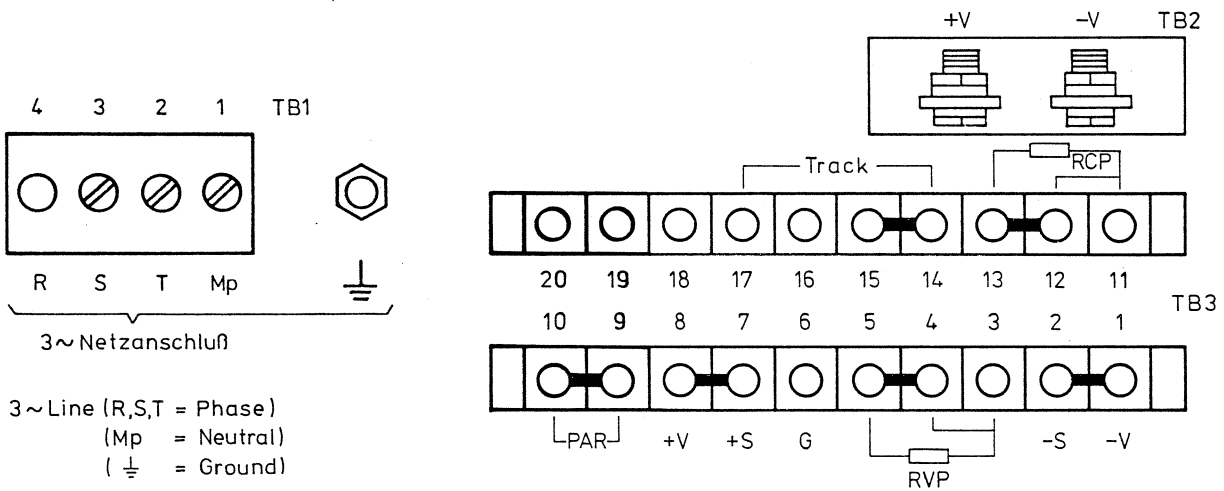 +V −V TB2
4 3 2 1 TB1
RCP
Track
R S T Mp
20 19 18 17 16 15 14 13 12 11
TB3
10 9 8 7 6 5 4 3 2 1
3~ Netzanschluß
3~ Line (R,S,T = Phase)
(Mp = Neutral)
(⏚ = Ground)
PAR +V +S G −S −V
RVP